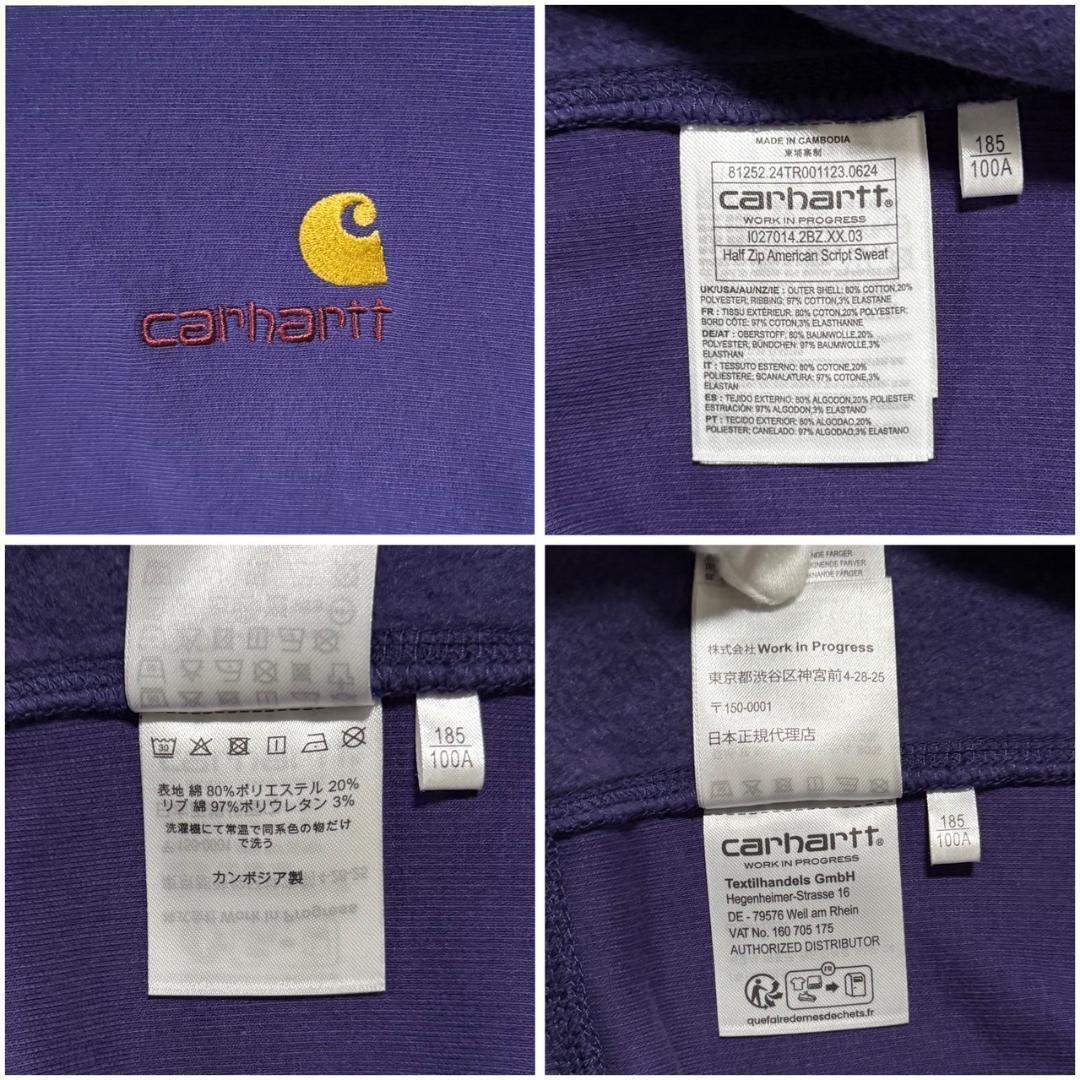 carhartt
MADE IN CAMBODIA
柬埔寨制
81252.24TR001123.0624
carhartt®
WORK IN PROGRESS
I027014.2BZ.XX.03
Half Zip American Script Sweat
UK/USA/AU/NZ/IE : OUTER SHELL: 80% COTTON,20%
POLYESTER; RIBBING: 97% COTTON,3% ELASTANE
FR : TISSU EXTÉRIEUR: 80% COTON,20% POLYESTER;
BORD CÔTE: 97% COTON,3% ELASTHANNE
DE/AT : OBERSTOFF: 80% BAUMWOLLE,20%
POLYESTER; BÜNDCHEN: 97% BAUMWOLLE,3%
ELASTHAN
IT : TESSUTO ESTERNO: 80% COTONE,20%
POLIESTERE; SCANALATURA: 97% COTONE,3%
ELASTAN
ES : TEJIDO EXTERNO: 80% ALGODON,20% POLIESTER;
ESTRIACIÓN: 97% ALGODON,3% ELASTANO
PT : TECIDO EXTERIOR: 80% ALGODAO,20%
POLIESTER; CANELADO: 97% ALGODAO,3% ELASTANO
185
100A
30
表地 綿 80%ポリエステル 20%
リブ 綿 97%ポリウレタン 3%
洗濯機にて常温で同系色の物だけ
で洗う
カンボジア製
185
100A
NDE FARGER
NANDE FÄRGER
株式会社Work in Progress
東京都渋谷区神宮前4-28-25
〒150-0001
日本正規代理店
carhartt®
WORK IN PROGRESS
Textilhandels GmbH
Hegenheimer-Strasse 16
DE - 79576 Weil am Rhein
VAT No. 160 705 175
AUTHORIZED DISTRIBUTOR
FR
quefairedemesdechets.fr
185
100A